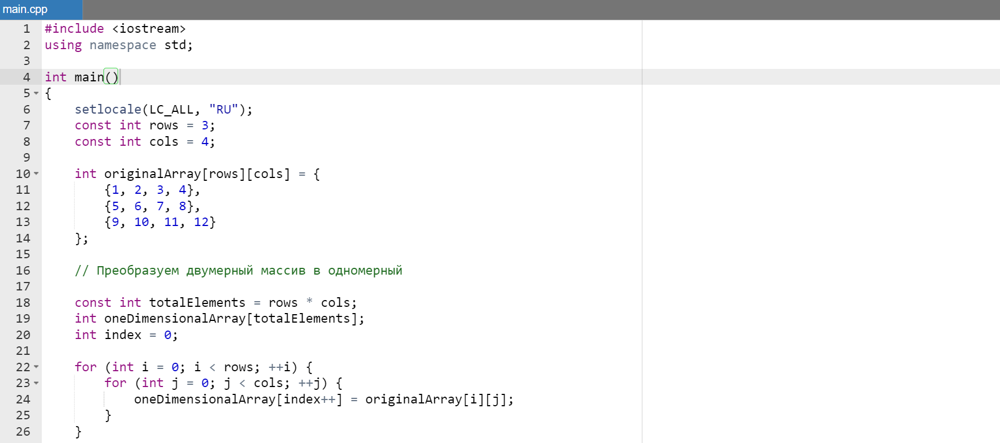 main.cpp
1 #include <iostream>
2 using namespace std;
3
4 int main()
5 {
6     setlocale(LC_ALL, "RU");
7     const int rows = 3;
8     const int cols = 4;
9
10     int originalArray[rows][cols] = {
11         {1, 2, 3, 4},
12         {5, 6, 7, 8},
13         {9, 10, 11, 12}
14     };
15
16     // Преобразуем двумерный массив в одномерный
17
18     const int totalElements = rows * cols;
19     int oneDimensionalArray[totalElements];
20     int index = 0;
21
22     for (int i = 0; i < rows; ++i) {
23         for (int j = 0; j < cols; ++j) {
24             oneDimensionalArray[index++] = originalArray[i][j];
25         }
26     }